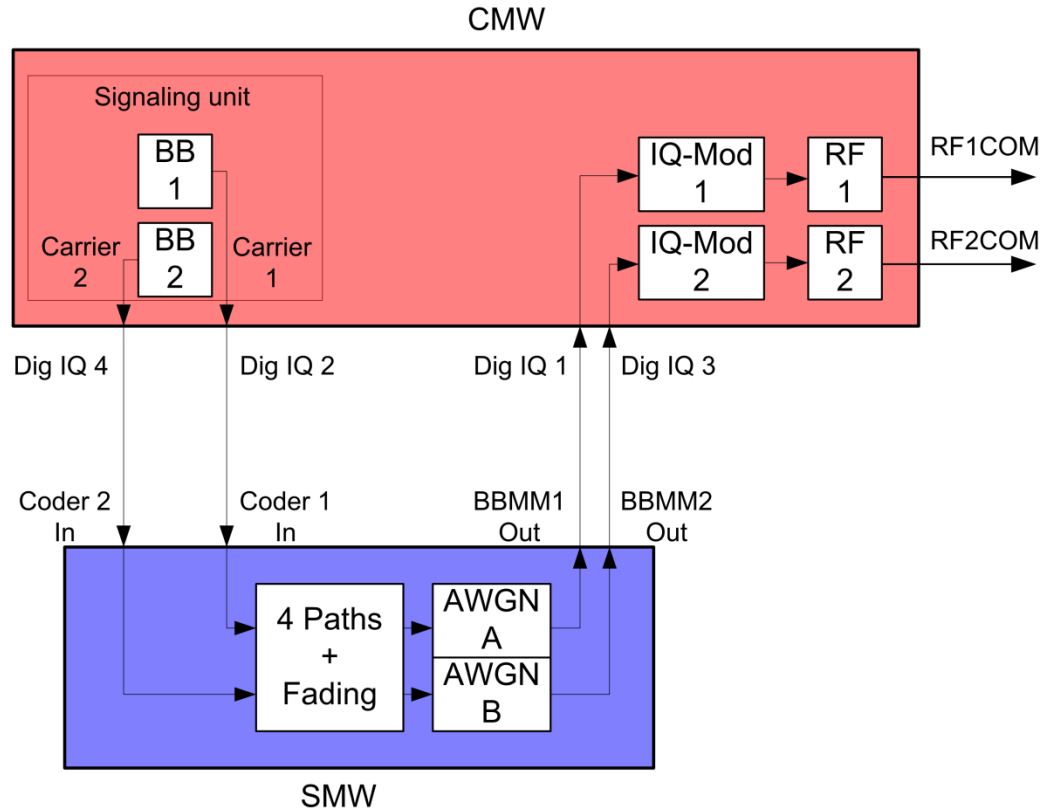 CMW
Signaling unit
BB
1
BB
2
Carrier
2
Carrier
1
IQ-Mod
1
RF
1
RF1COM
IQ-Mod
2
RF
2
RF2COM
Dig IQ 4
Dig IQ 2
Dig IQ 1
Dig IQ 3
Coder 2
In
Coder 1
In
BBMM1
Out
BBMM2
Out
4 Paths
+
Fading
AWGN
A
AWGN
B
SMW